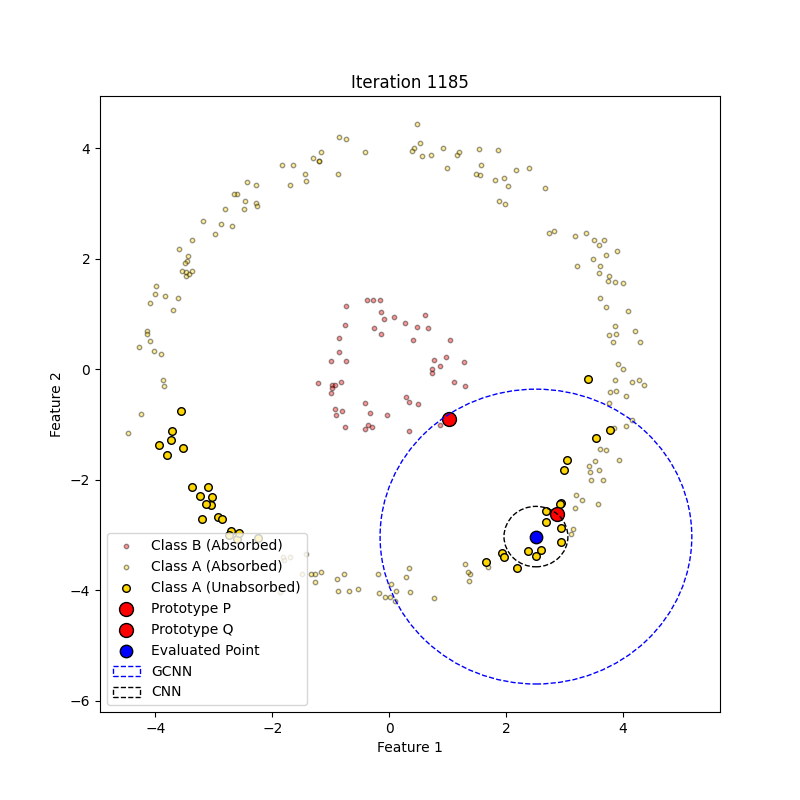 Iteration 1185
Feature 2
4
2
0
−2
−4
−6
Class B (Absorbed)
Class A (Absorbed)
Class A (Unabsorbed)
Prototype P
Prototype Q
Evaluated Point
GCNN
CNN
−4 −2 0 2 4
Feature 1